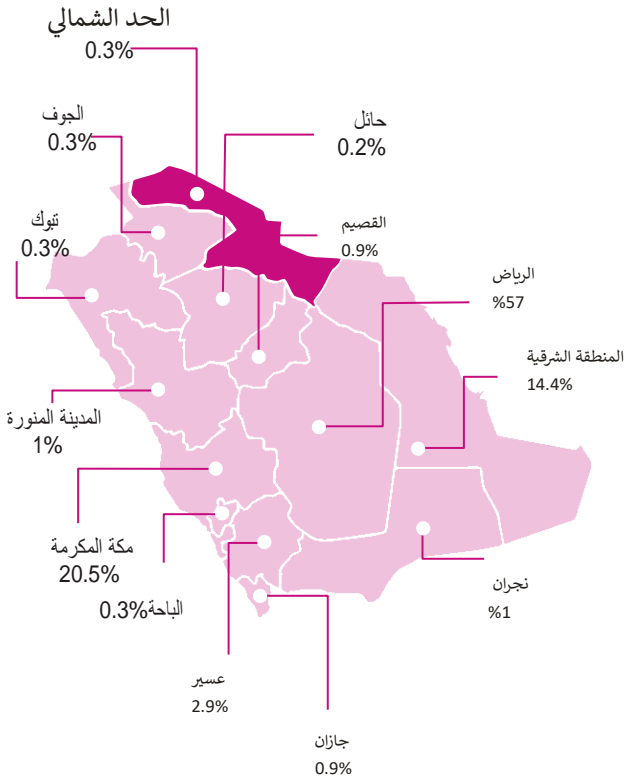 الحد الشمالي
0.3%
الجوف
0.3%
حائل
0.2%
تبوك
0.3%
القصيم
0.9%
الرياض
%57
المنطقة الشرقية
14.4%
المدينة المنورة
1%
مكة المكرمة
20.5%
الباحة 0.3%
نجران
%1
عسير
2.9%
جازان
0.9%